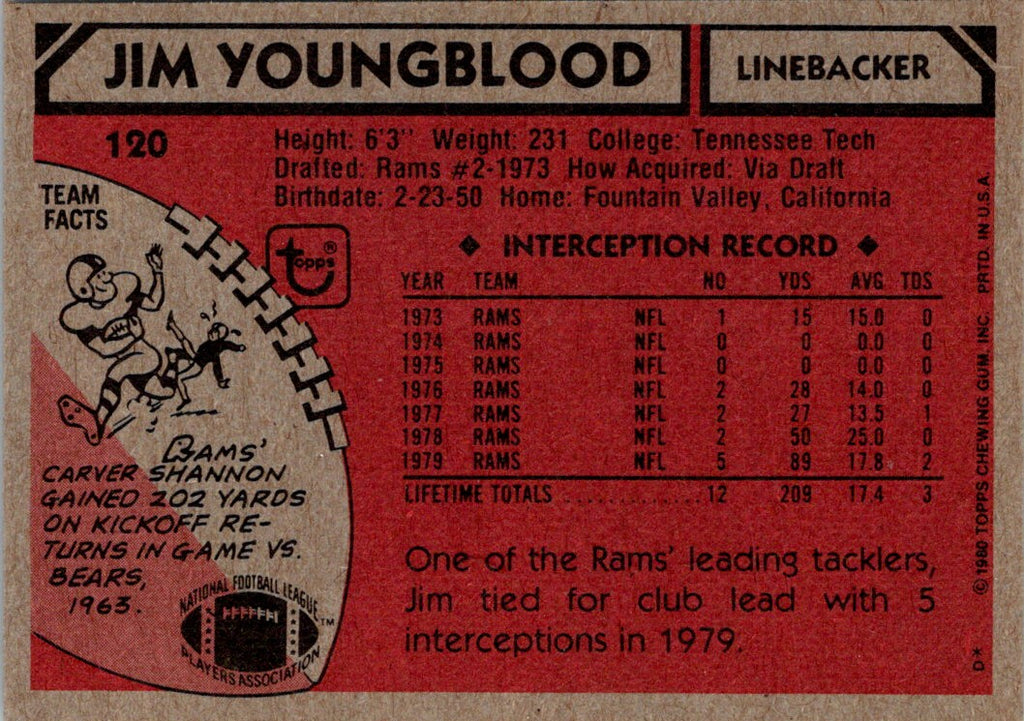 JIM YOUNGBLOOD
LINEBACKER
120
Height: 6'3" Weight: 231 College: Tennessee Tech
Drafted: Rams #2-1973 How Acquired: Via Draft
Birthdate: 2-23-50 Home: Fountain Valley, California
TEAM
FACTS
topps®
RAMS'
CARVER SHANNON
GAINED 202 YARDS
ON KICKOFF RE-
TURNS IN GAME VS.
BEARS,
1963.
NATIONAL FOOTBALL LEAGUE
PLAYERS ASSOCIATION
TM
◆ INTERCEPTION RECORD ◆
YEAR TEAM NO YDS AVG TDS
1973 RAMS NFL 1 15 15.0 0
1974 RAMS NFL 0 0 0.0 0
1975 RAMS NFL 0 0 0.0 0
1976 RAMS NFL 2 28 14.0 0
1977 RAMS NFL 2 27 13.5 1
1978 RAMS NFL 2 50 25.0 0
1979 RAMS NFL 5 89 17.8 2
LIFETIME TOTALS .................... 12 209 17.4 3
One of the Rams' leading tacklers,
Jim tied for club lead with 5
interceptions in 1979.
D* © 1980 TOPPS CHEWING GUM, INC. PRTD. IN U.S.A.